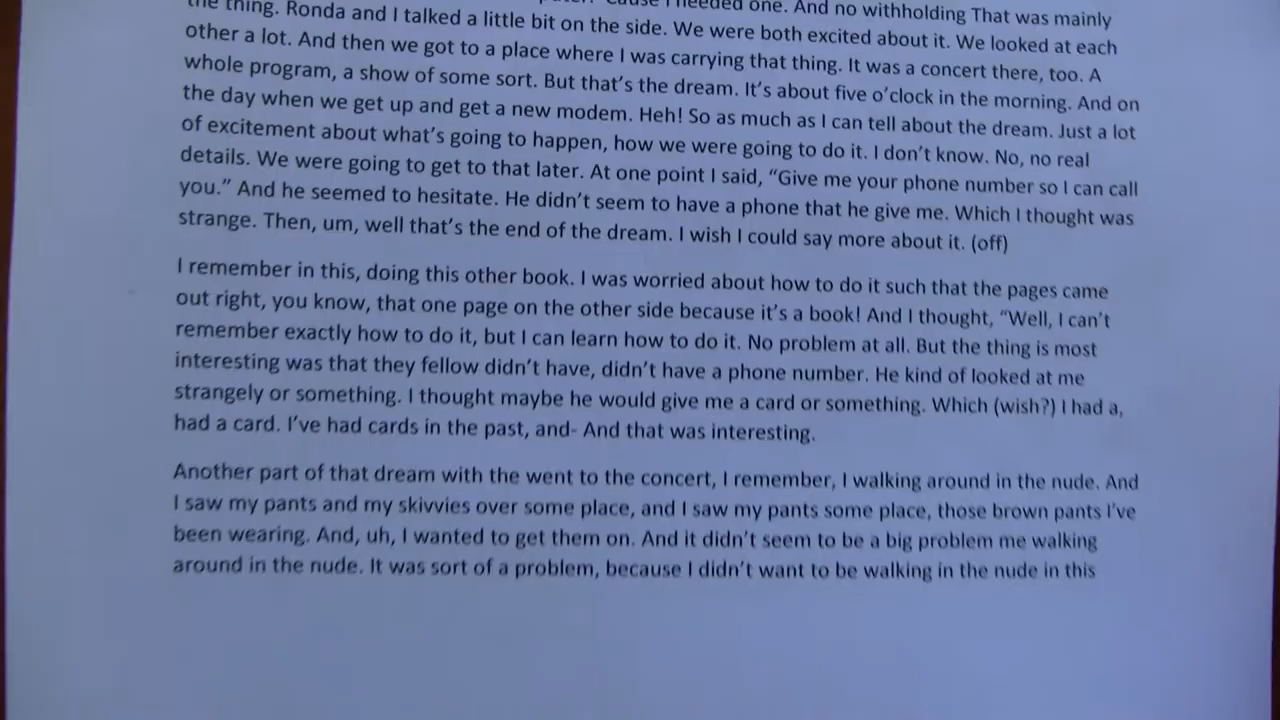 the thing. Ronda and I talked a little bit on the side. We were both excited about it. We looked at each
'Cause I needed one. And no withholding That was mainly
other a lot. And then we got to a place where I was carrying that thing. It was a concert there, too. A
whole program, a show of some sort. But that's the dream. It's about five o'clock in the morning. And on
the day when we get up and get a new modem. Heh! So as much as I can tell about the dream. Just a lot
of excitement about what's going to happen, how we were going to do it. I don't know. No, no real
details. We were going to get to that later. At one point I said, "Give me your phone number so I can call
you." And he seemed to hesitate. He didn't seem to have a phone that he give me. Which I thought was
strange. Then, um, well that's the end of the dream. I wish I could say more about it. (off)
I remember in this, doing this other book. I was worried about how to do it such that the pages came
out right, you know, that one page on the other side because it's a book! And I thought, "Well, I can't
remember exactly how to do it, but I can learn how to do it. No problem at all. But the thing is most
interesting was that they fellow didn't have, didn't have a phone number. He kind of looked at me
strangely or something. I thought maybe he would give me a card or something. Which (wish?) I had a,
had a card. I've had cards in the past, and- And that was interesting.
Another part of that dream with the went to the concert, I remember, I walking around in the nude. And
I saw my pants and my skivvies over some place, and I saw my pants some place, those brown pants I've
been wearing. And, uh, I wanted to get them on. And it didn't seem to be a big problem me walking
around in the nude. It was sort of a problem, because I didn't want to be walking in the nude in this